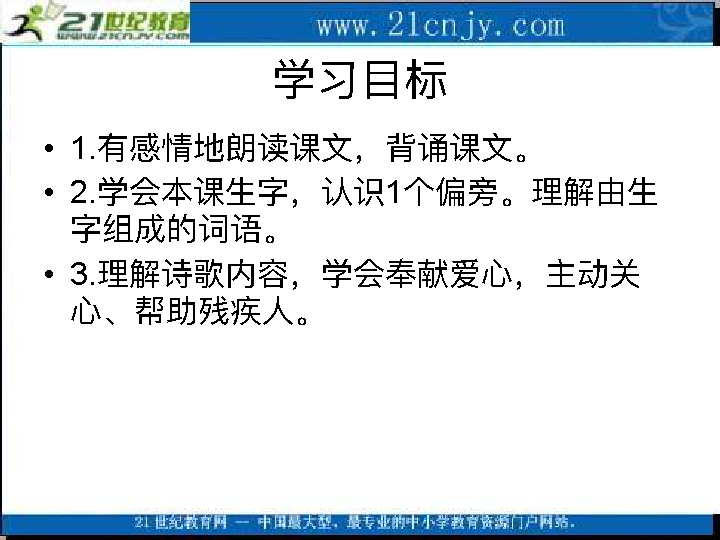 21世纪教育
WWW.21CNJY.COM
www.21cnjy.com
学习目标
• 1.有感情地朗读课文，背诵课文。
• 2.学会本课生字，认识1个偏旁。理解由生
字组成的词语。
• 3.理解诗歌内容，学会奉献爱心，主动关
心、帮助残疾人。
21世纪教育网 -- 中国最大型、最专业的中小学教育资源门户网站.